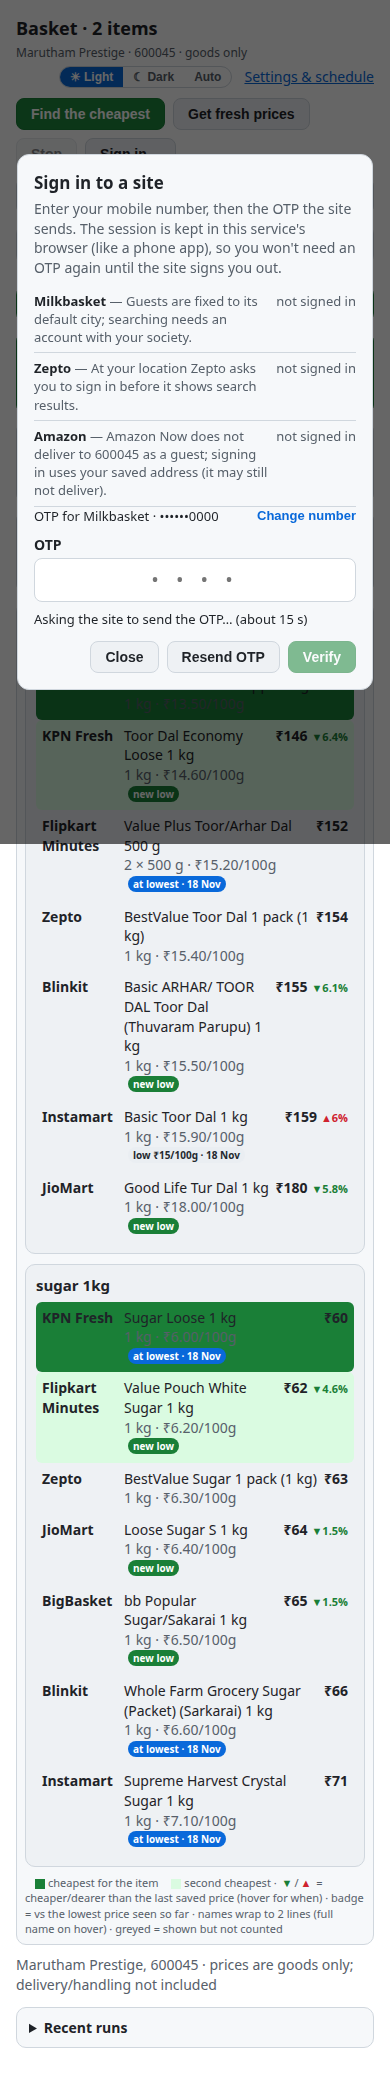 Basket · 2 items
Marutham Prestige · 600045 · goods only
☀ Light ☾ Dark Auto Settings & schedule
Find the cheapest Get fresh prices
Stop Sign in
Sign in to a site
Enter your mobile number, then the OTP the site
sends. The session is kept in this service's
browser (like a phone app), so you won't need an
OTP again until the site signs you out.
Milkbasket — Guests are fixed to its not signed in
default city; searching needs an
account with your society.
Zepto — At your location Zepto asks not signed in
you to sign in before it shows search
results.
Amazon — Amazon Now does not not signed in
deliver to 600045 as a guest; signing
in uses your saved address (it may still
not deliver).
OTP for Milkbasket · ••••••0000 Change number
OTP
• • • •
Asking the site to send the OTP... (about 15 s)
Close Resend OTP Verify
KPN Fresh Toor Dal Economy ₹146 ▼6.4%
Loose 1 kg
1 kg · ₹14.60/100g
new low
Flipkart Value Plus Toor/Arhar Dal ₹152
Minutes 500 g
2 × 500 g · ₹15.20/100g
at lowest · 18 Nov
Zepto BestValue Toor Dal 1 pack (1 ₹154
kg)
1 kg · ₹15.40/100g
Blinkit Basic ARHAR/ TOOR ₹155 ▼6.1%
DAL Toor Dal
(Thuvaram Parupu) 1
kg
1 kg · ₹15.50/100g
new low
Instamart Basic Toor Dal 1 kg ₹159 ▲6%
1 kg · ₹15.90/100g
low ₹15/100g · 18 Nov
JioMart Good Life Tur Dal 1 kg ₹180 ▼5.8%
1 kg · ₹18.00/100g
new low
sugar 1kg
KPN Fresh Sugar Loose 1 kg ₹60
1 kg · ₹6.00/100g
at lowest · 18 Nov
Flipkart Value Pouch White ₹62 ▼4.6%
Minutes Sugar 1 kg
1 kg · ₹6.20/100g
new low
Zepto BestValue Sugar 1 pack (1 kg) ₹63
1 kg · ₹6.30/100g
JioMart Loose Sugar S 1 kg ₹64 ▼1.5%
1 kg · ₹6.40/100g
new low
BigBasket bb Popular ₹65 ▼1.5%
Sugar/Sakarai 1 kg
1 kg · ₹6.50/100g
new low
Blinkit Whole Farm Grocery Sugar ₹66
(Packet) (Sarkarai) 1 kg
1 kg · ₹6.60/100g
at lowest · 18 Nov
Instamart Supreme Harvest Crystal ₹71
Sugar 1 kg
1 kg · ₹7.10/100g
at lowest · 18 Nov
cheapest for the item second cheapest · ▼ / ▲ =
cheaper/dearer than the last saved price (hover for when) · badge
= vs the lowest price seen so far · names wrap to 2 lines (full
name on hover) · greyed = shown but not counted
Marutham Prestige, 600045 · prices are goods only;
delivery/handling not included
▶ Recent runs